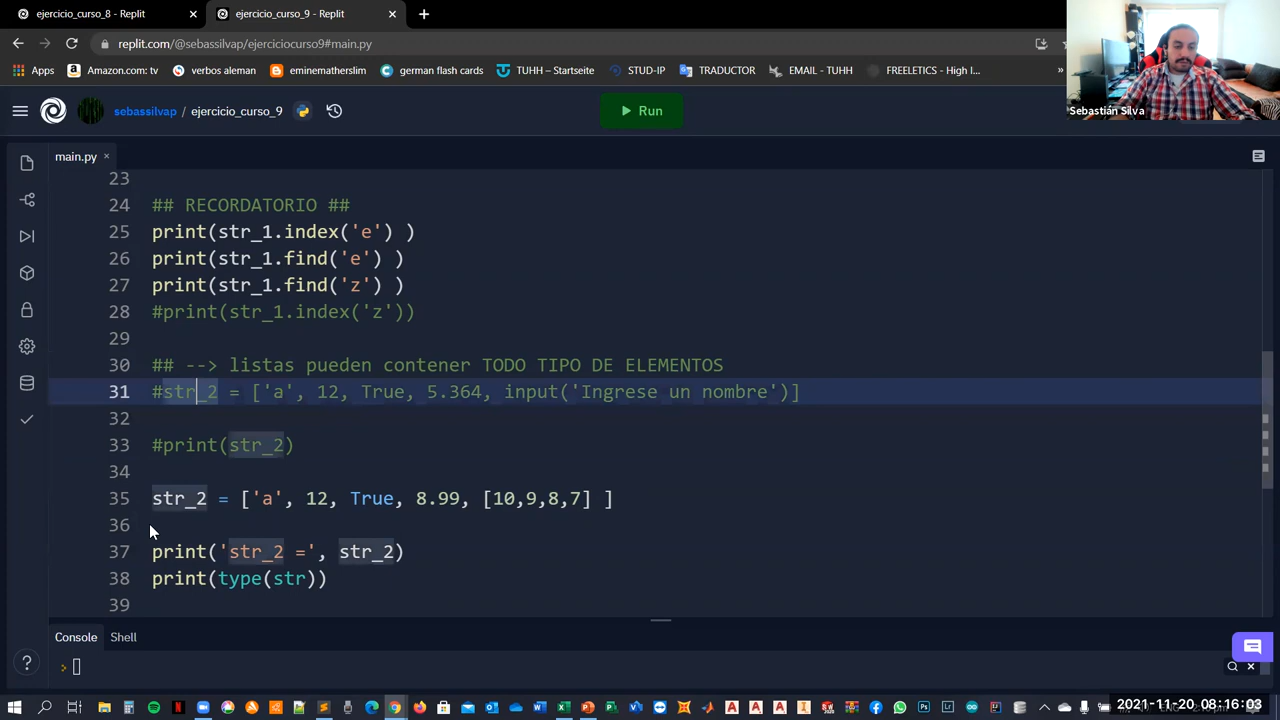 ejercicio_curso_8 - Replit
ejercicio_curso_9 - Replit
replit.com/@sebassilvap/ejerciciocurso9#main.py
Apps
Amazon.com: tv
verbos aleman
eminematherslim
german lips card card
TUHH – Startseite
STUD-IP
TRADUCTOR
EMAIL - TUHH
FREELETICS - High I...
»
Sebastián Silva
sebassilvap / ejercicio_curso_9
Run
main.py
23
24 ## RECORDATORIO ##
25 print(str_1.index('e') )
26 print(str_1.find('e') )
27 print(str_1.find('z') )
28 #print(str_1.index('z'))
29
30 ## --> listas pueden contener TODO TIPO DE ELEMENTOS
31 #str_2 = ['a', 12, True, 5.364, input('Ingrese un nombre')]
32
33 #print(str_2)
34
35 str_2 = ['a', 12, True, 8.99, [10,9,8,7] ]
36
37 print('str_2 =', str_2)
38 print(type(str))
39
Console Shell
2021-11-20 08:16:03